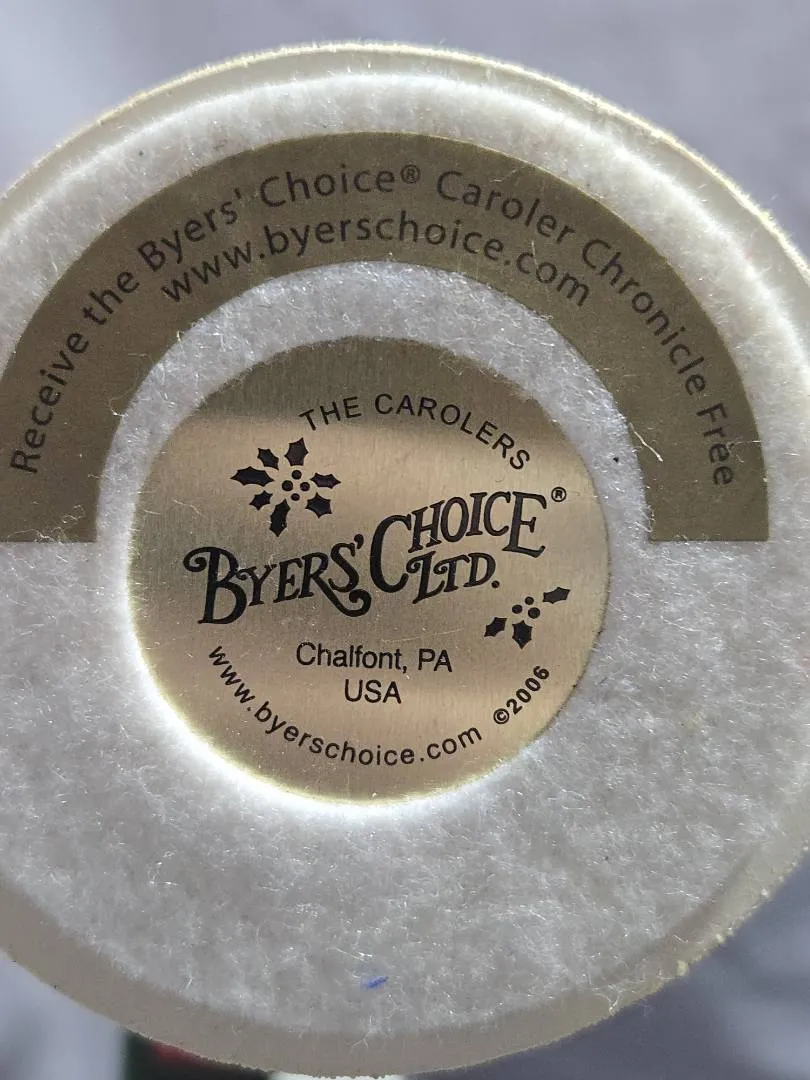 Receive the Byers' Choice® Caroler Chronicle Free
www.byerschoice.com
THE CAROLERS
BYERS' CHOICE®
LTD.
Chalfont, PA
USA
www.byerschoice.com ©2006